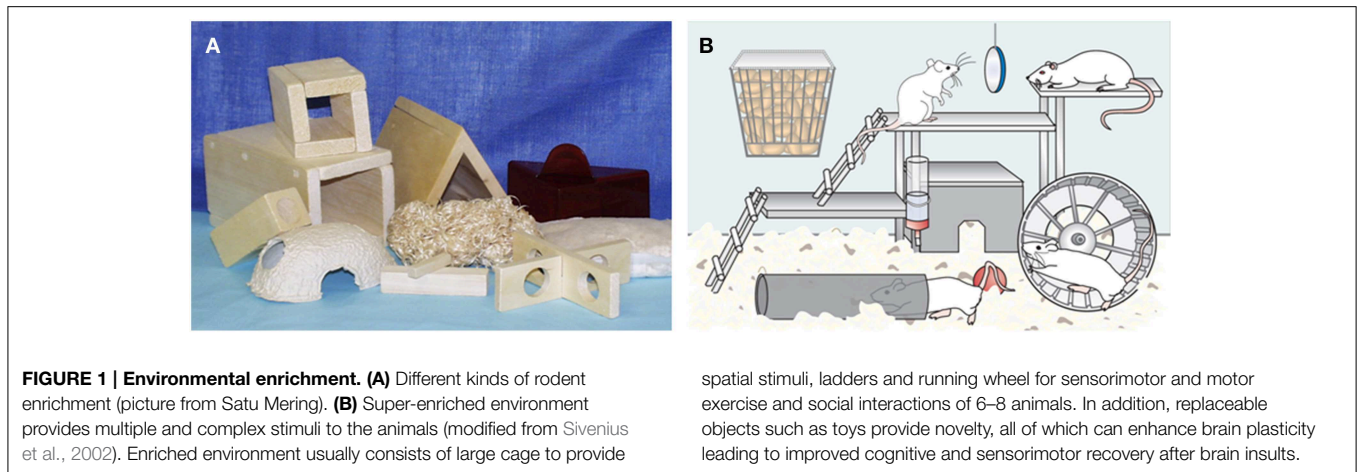 A
B
FIGURE 1 | Environmental enrichment. (A) Different kinds of rodent
enrichment (picture from Satu Mering). (B) Super-enriched environment
provides multiple and complex stimuli to the animals (modified from Sivenius
et al., 2002). Enriched environment usually consists of large cage to provide
spatial stimuli, ladders and running wheel for sensorimotor and motor
exercise and social interactions of 6–8 animals. In addition, replaceable
objects such as toys provide novelty, all of which can enhance brain plasticity
leading to improved cognitive and sensorimotor recovery after brain insults.